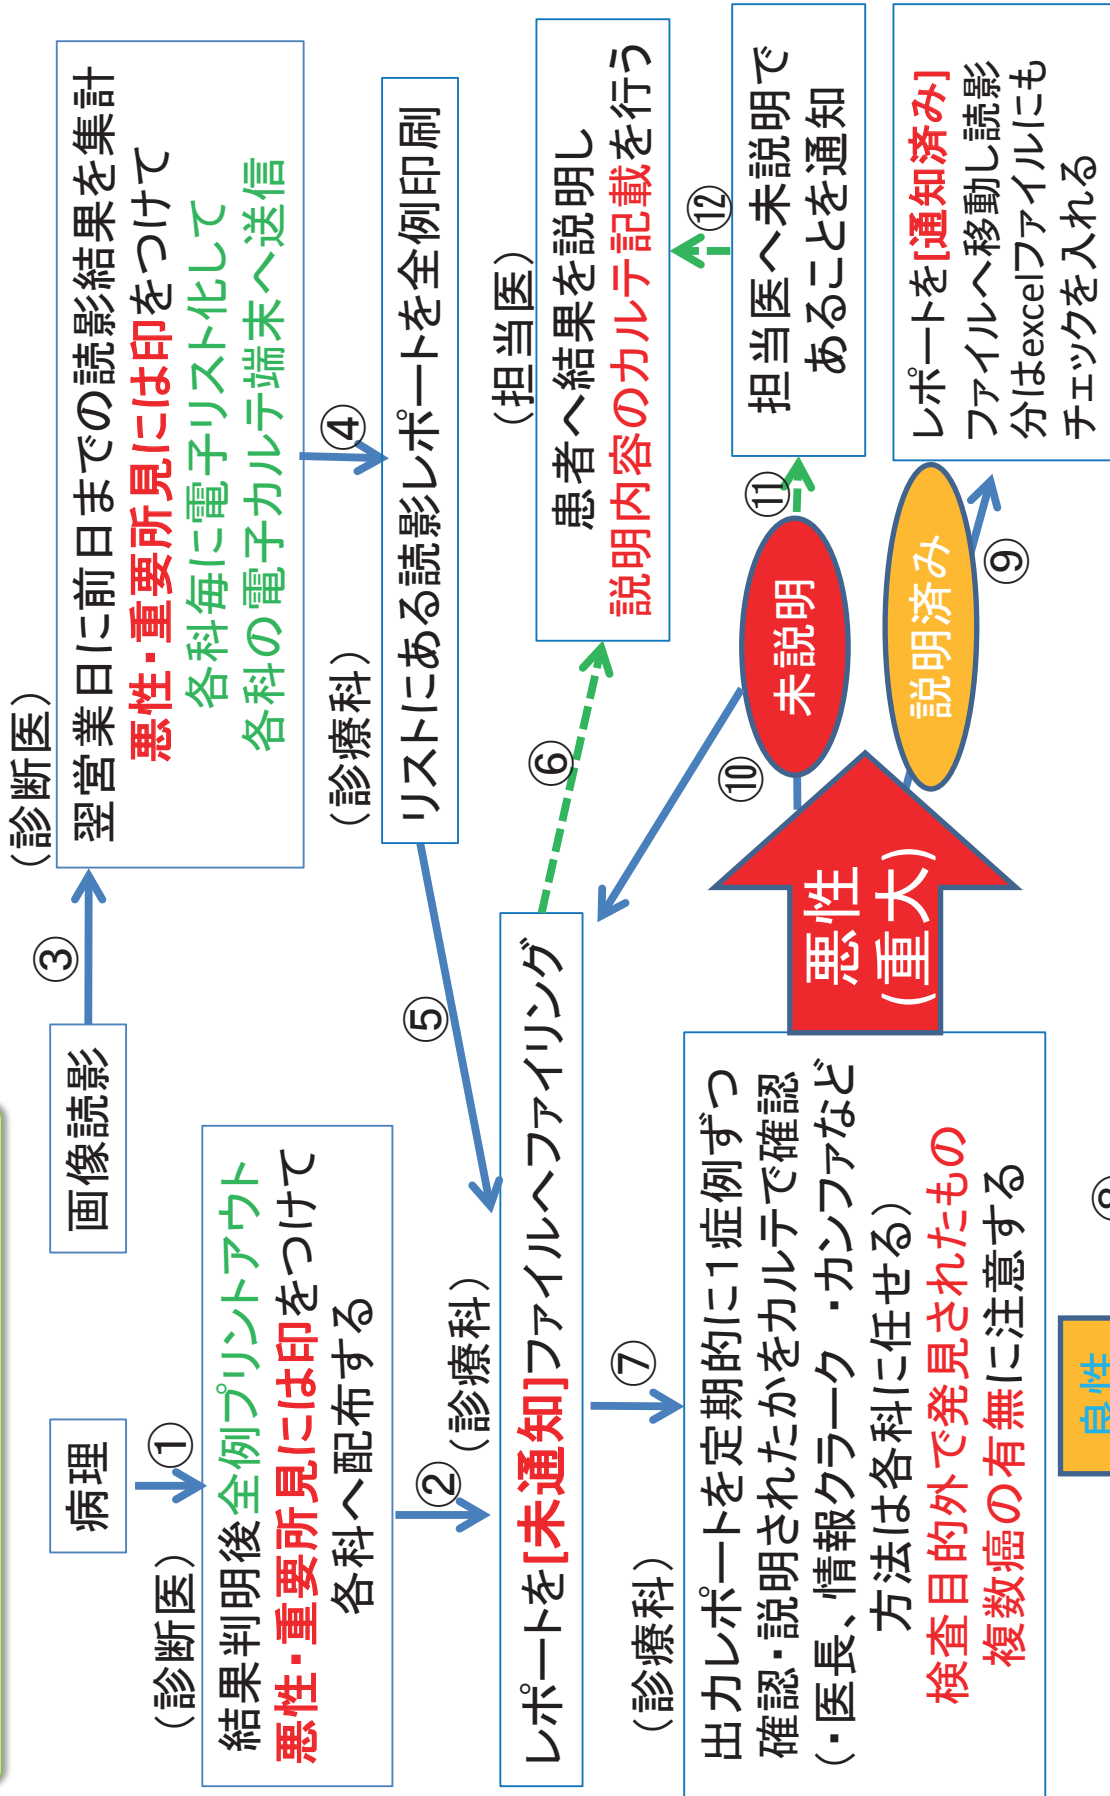 病理
①
(診断医)
結果判明後全例プリントアウト
悪性・重要所見には印をつけて
各科へ配布する
②
画像読影
③
(診断医)
翌営業日に前日までの読影結果を集計
悪性・重要所見には印をつけて
各科毎に電子リスト化して
各科の電子カルテ端末へ送信
④
(診療科)
リストにある読影レポートを全例印刷
⑤
(診療科)
レポートを[未通知]ファイルへファイリング
⑥
(担当医)
患者へ結果を説明し
説明内容のカルテ記載を行う
⑦
(診療科)
出力レポートを定期的に1症例ずつ
確認・説明されたかをカルテで確認
(・医長、情報クラーク ・カンファなど
方法は各科に任せる)
検査目的外で発見されたもの
複数癌の有無に注意する
良性
悪性
(重大)
⑩
未説明
⑪
担当医へ未説明で
あることを通知
⑫
説明済み
⑨
レポートを[通知済み]
ファイルへ移動し読影
分はexcelファイルにも
チェックを入れる